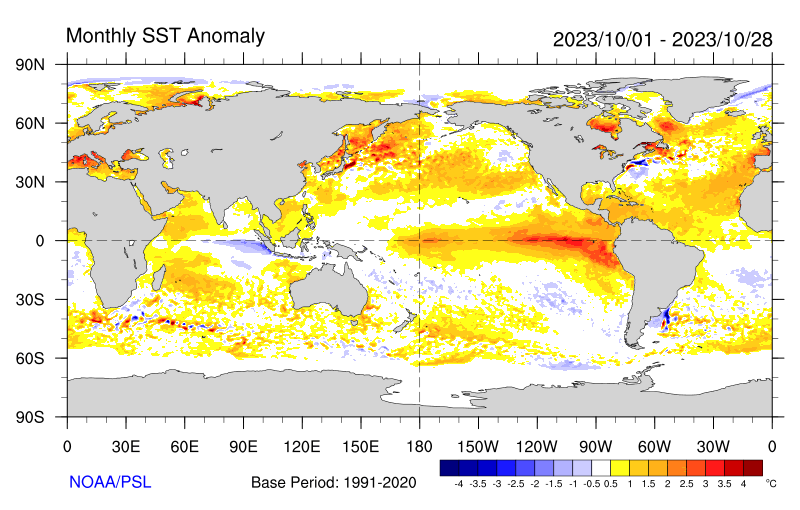 Monthly SST Anomaly
2023/10/01 - 2023/10/28
90N
60N
30N
0
30S
60S
90S
0 30E 60E 90E 120E 150E 180 150W 120W 90W 60W 30W 0
NOAA/PSL
Base Period: 1991-2020
-4 -3.5 -3 -2.5 -2 -1.5 -1 -0.5 0.5 1 1.5 2 2.5 3 3.5 4 °C